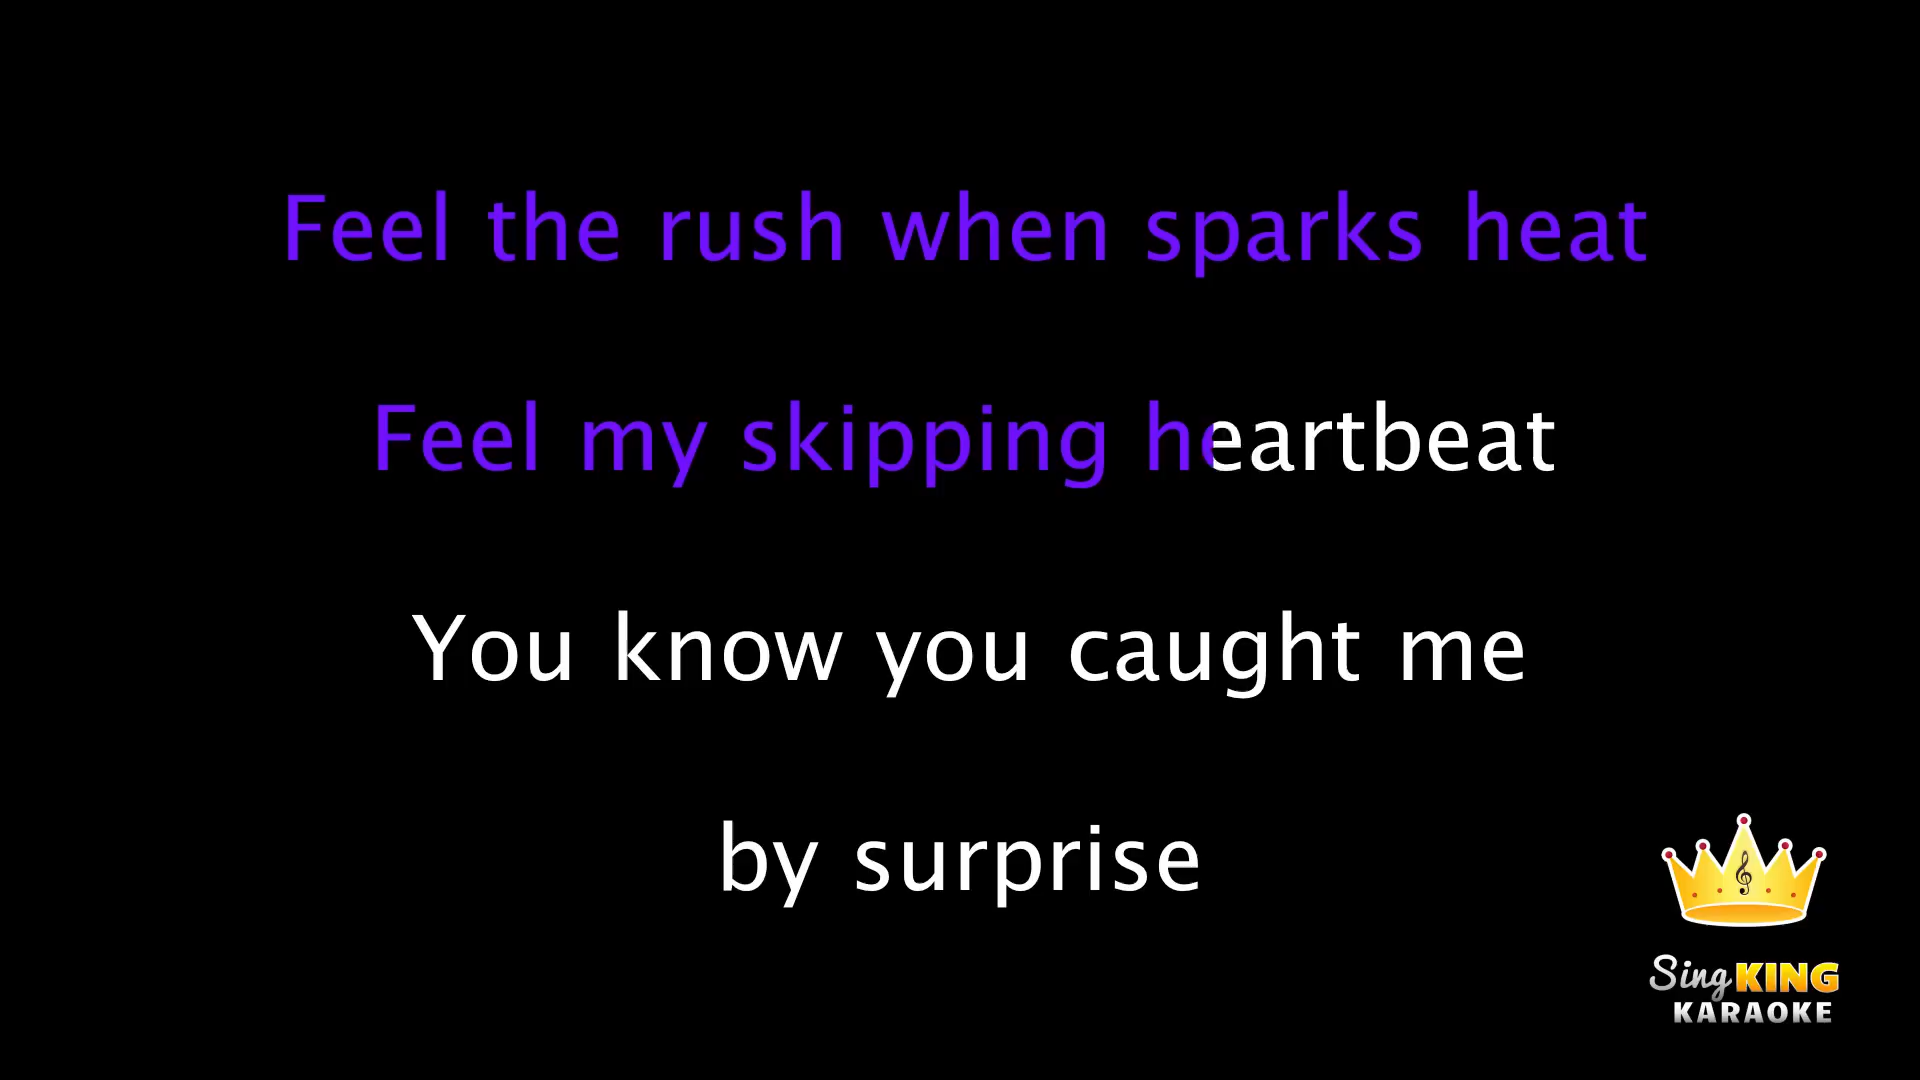 Feel the rush when sparks heat
Feel my skipping heartbeat
You know you caught me
by surprise
Sing KING
KARAOKE